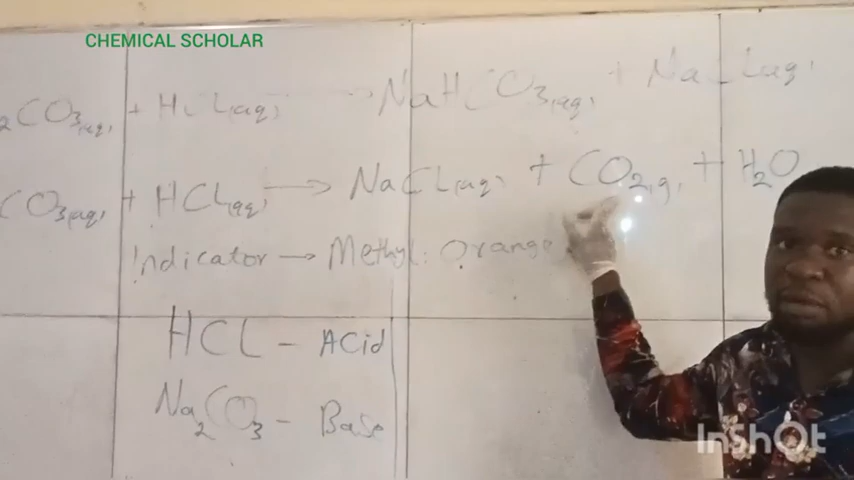 CHEMICAL SCHOLAR
2CO3(aq) + HCL(aq) → NaHCO3(aq) + NaCL(aq)
CO3(aq) + HCL(aq) → NaCL(aq) + CO2(g) + H2O
Indicator → Methyl: Orange
HCL - Acid
Na2CO3 - Base
InShOt